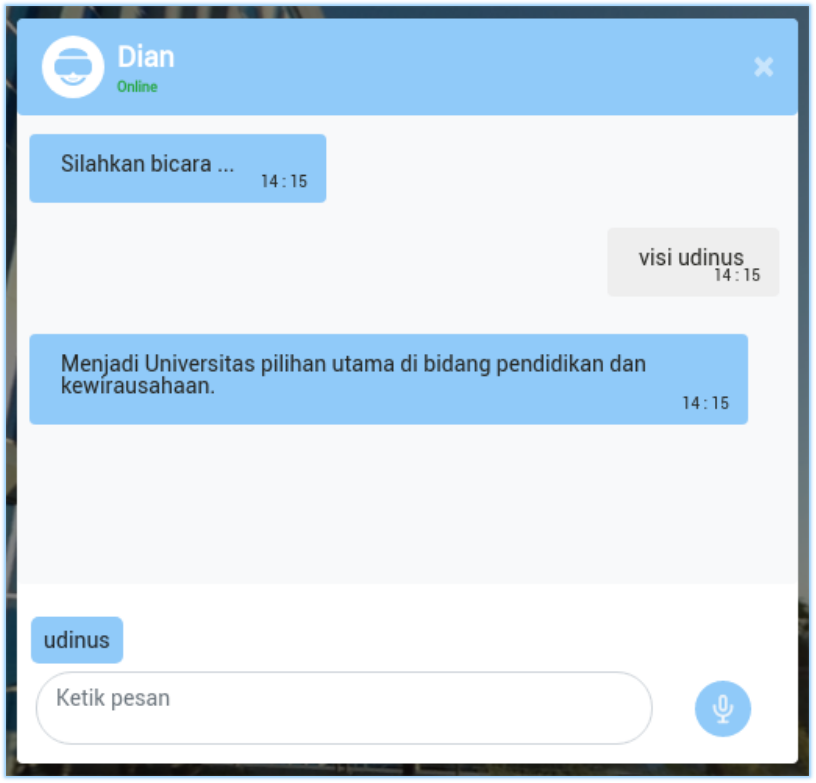 Dian
Online
Silahkan bicara ...
14 : 15
visi udinus
14 : 15
Menjadi Universitas pilihan utama di bidang pendidikan dan
kewirausahaan.
14 : 15
udinus
Ketik pesan